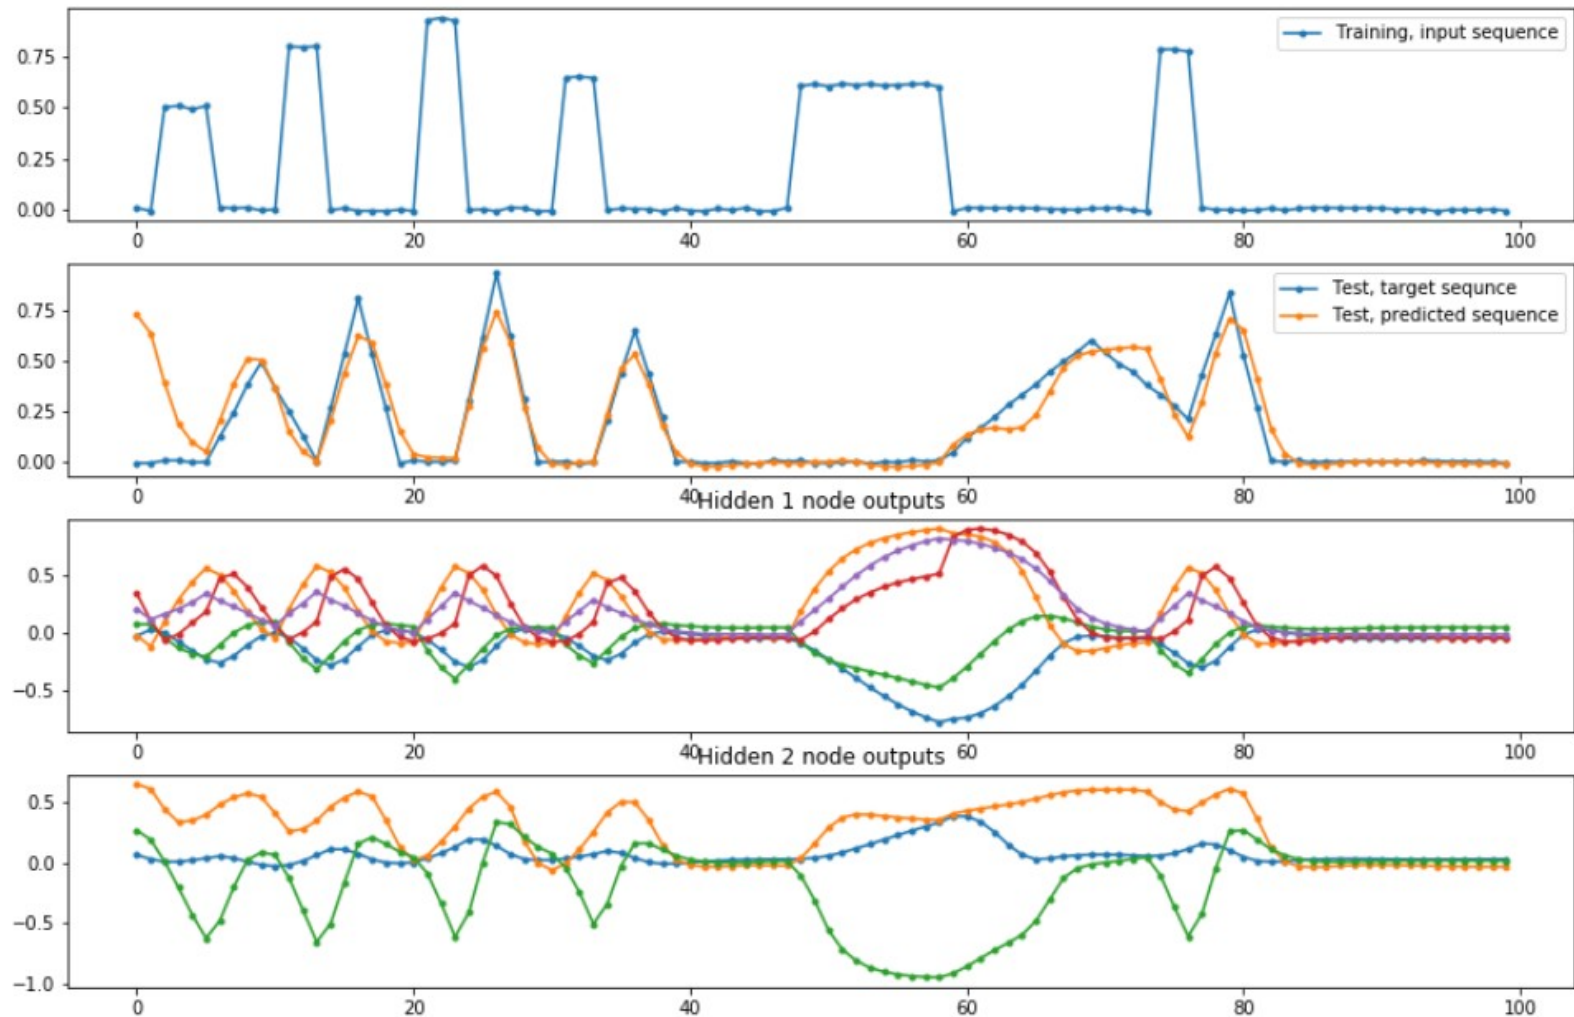 Training, input sequence
0.75
0.50
0.25
0.00
0 20 40 60 80 100
Test, target sequnce
Test, predicted sequence
0.75
0.50
0.25
0.00
0 20 40 60 80 100
Hidden 1 node outputs
0.5
0.0
−0.5
0 20 40 60 80 100
Hidden 2 node outputs
0.5
0.0
−0.5
−1.0
0 20 40 60 80 100